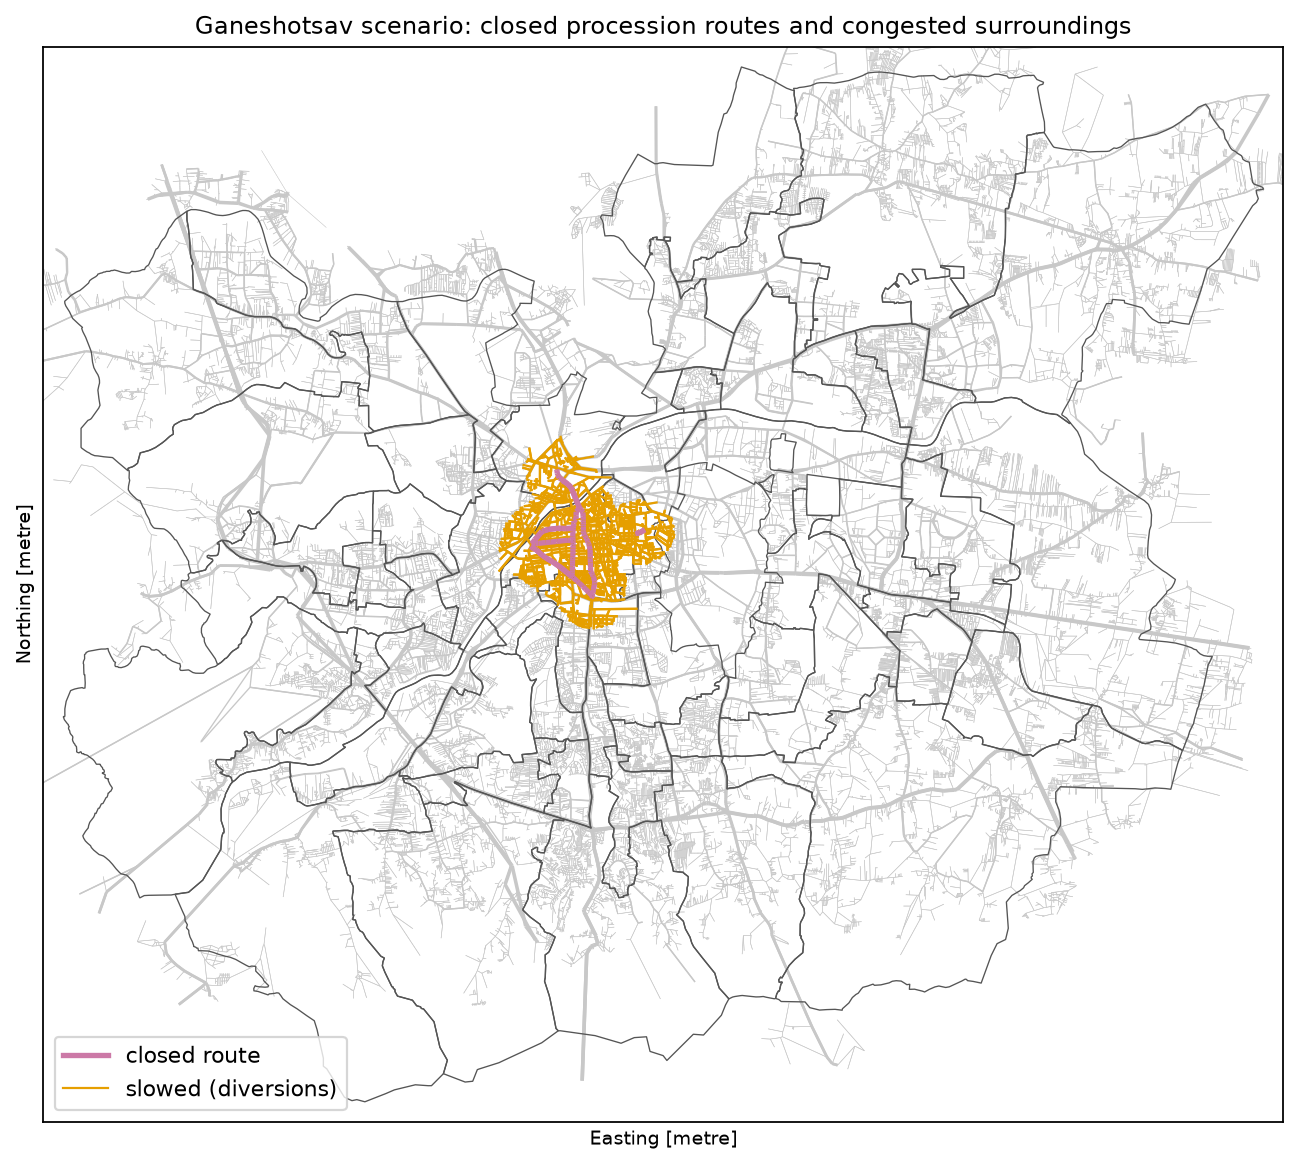 Ganeshotsav scenario: closed procession routes and congested surroundings
Northing [metre]
closed route
slowed (diversions)
Easting [metre]